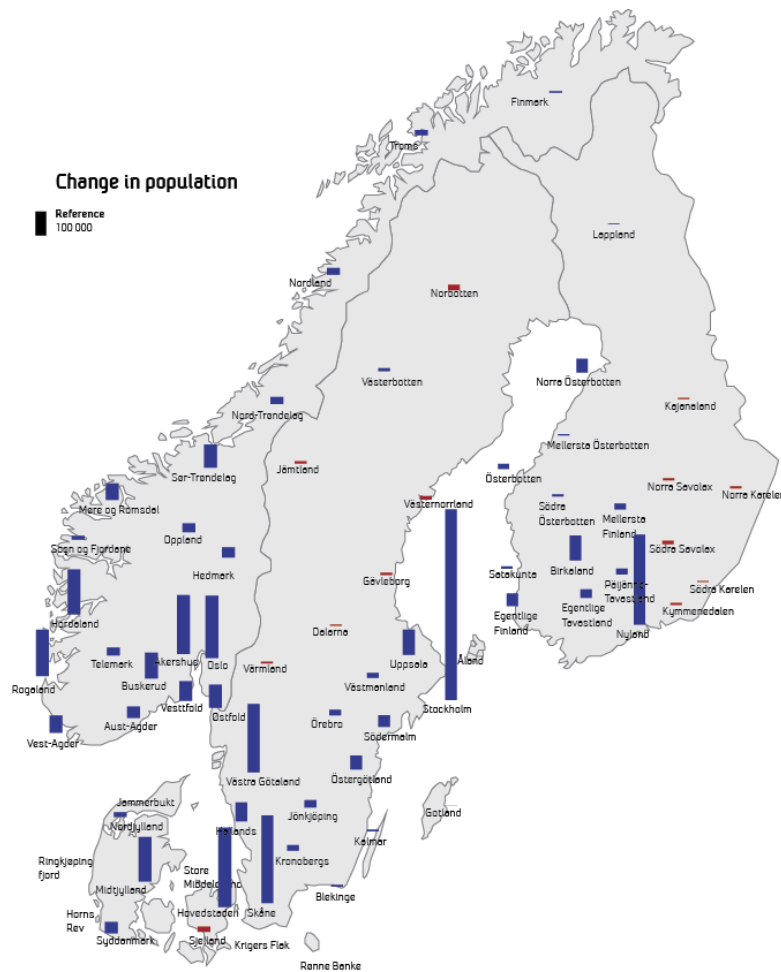 Finmark
Troms
Change in population
Reference
100 000
Lappland
Nordland
Norbotten
Västerbotten
Norra Österbotten
Kajanaland
Nord-Trøndelag
Mellersta Österbotten
Sør-Trøndelag
Jämtland
Österbotten
Norra Savolax
Norra Karelen
Västernorrland
Møre og Romsdal
Södra
Österbotten
Mellersta
Finland
Oppland
Sogn og Fjordane
Södra Savolax
Hedmark
Birkaland
Satakunta
Gävleborg
Päijänne-
Tavastland
Södra Karelen
Hordaland
Egentlige
Finland
Egentlige
Tavastland
Kymmenedalen
Dalarna
Nyland
Telemark
Akershus
Oslo
Värmland
Uppsala
Åland
Rogaland
Buskerud
Västmanland
Stockholm
Vesttfold
Østfold
Aust-Agder
Örebro
Södermalm
Vest-Agder
Västra Götaland
Östergötland
Jammerbukt
Nordjylland
Hallands
Jönköping
Gotland
Kalmar
Ringkjøping
fjord
Store
Kronobergs
Midtjylland
Blekinge
Horns
Rev
Hovedstaden
Skåne
Syddanmark
Sjelland
Krigers Flak
Rønne Banke